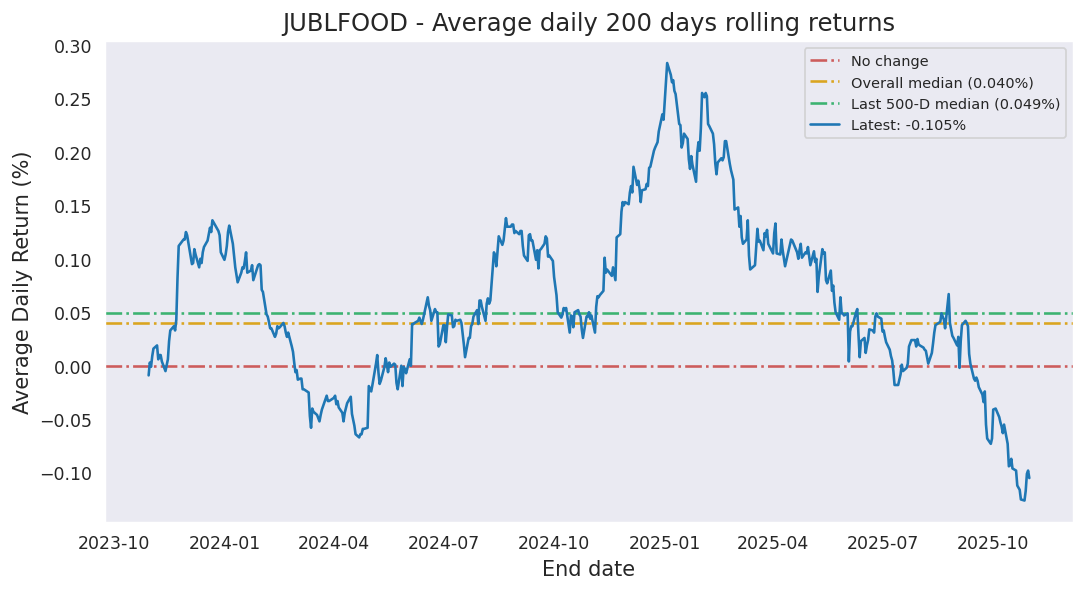 JUBLFOOD - Average daily 200 days rolling returns
Average Daily Return (%)
0.30
0.25
0.20
0.15
0.10
0.05
0.00
−0.05
−0.10
No change
Overall median (0.040%)
Last 500-D median (0.049%)
Latest: -0.105%
2023-10 2024-01 2024-04 2024-07 2024-10 2025-01 2025-04 2025-07 2025-10
End date